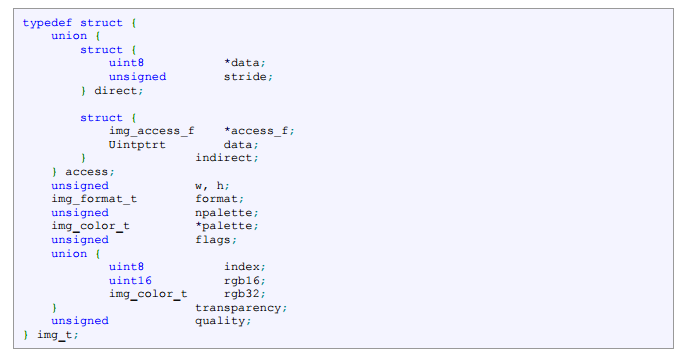 typedef struct {
    union {
        struct {
            uint8           *data;
            unsigned        stride;
        } direct;

        struct {
            img_access_f    *access_f;
            Uintptrt        data;
        }               indirect;
    } access;
    unsigned            w, h;
    img_format_t        format;
    unsigned            npalette;
    img_color_t         *palette;
    unsigned            flags;
    union {
            uint8           index;
            uint16          rgb16;
            img_color_t     rgb32;
    }                   transparency;
    unsigned            quality;
} img_t;